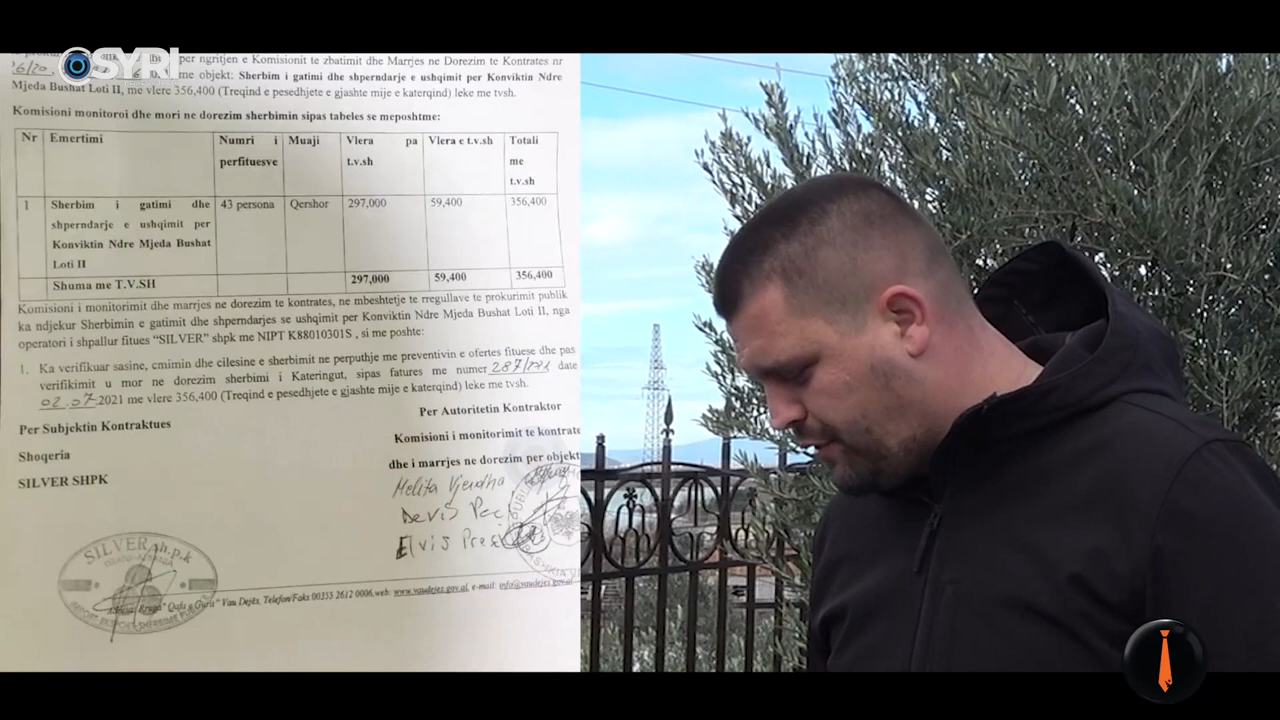 SYRI
per ngritjen e Komisionit te zbatimit dhe Marrjes ne Dorezim te Kontrates nr
me objekt: Sherbim i gatimi dhe shperndarje e ushqimit per Konviktin Ndre
Mjeda Bushat Loti II, me vlere 356,400 (Treqind e pesedhjete e gjashte mije e katerqind) leke me tvsh.
Komisioni monitoroi dhe mori ne dorezim sherbimin sipas tabeles se meposhtme:
Nr Emertimi Numri i perfituesve Muaji Vlera pa t.v.sh Vlera e t.v.sh Totali me t.v.sh
1 Sherbim i gatimi dhe shperndarje e ushqimit per Konviktin Ndre Mjeda Bushat Loti II 43 persona Qershor 297,000 59,400 356,400
Shuma me T.V.SH 297,000 59,400 356,400
Komisioni i monitorimit dhe marrjes ne dorezim te kontrates, ne mbeshtetje te rregullave te prokurimit publik
ka ndjekur Sherbimin e gatimit dhe shperndarjes se ushqimit per Konviktin Ndre Mjeda Bushat Loti II, nga
operatori i shpallur fitues “SILVER” shpk me NIPT K88010301S , si me poshte:
1. Ka verifikuar sasine, cmimin dhe cilesine e sherbimit ne perputhje me preventivin e ofertes fituese dhe pas
verifikimit u mor ne dorezim sherbimi i Kateringut, sipas fatures me numer 287/ date
02.07.2021 me vlere 356,400 (Treqind e pesedhjete e gjashte mije e katerqind) leke me tvsh.
Per Subjektin Kontraktues
Per Autoritetin Kontraktor
Shoqeria
Komisioni i monitorimit te kontrate
SILVER SHPK
dhe i marrjes ne dorezim per objekt
Melita Vjerdha
Devis
Elvis
SILVER sh.p.k
Rruga" Qafa e Gurit" Vau Dejës, Telefon/Faks 00355 2612 0006,web: www.vaudejes.gov.al, e-mail: info@vaudejes.gov.al